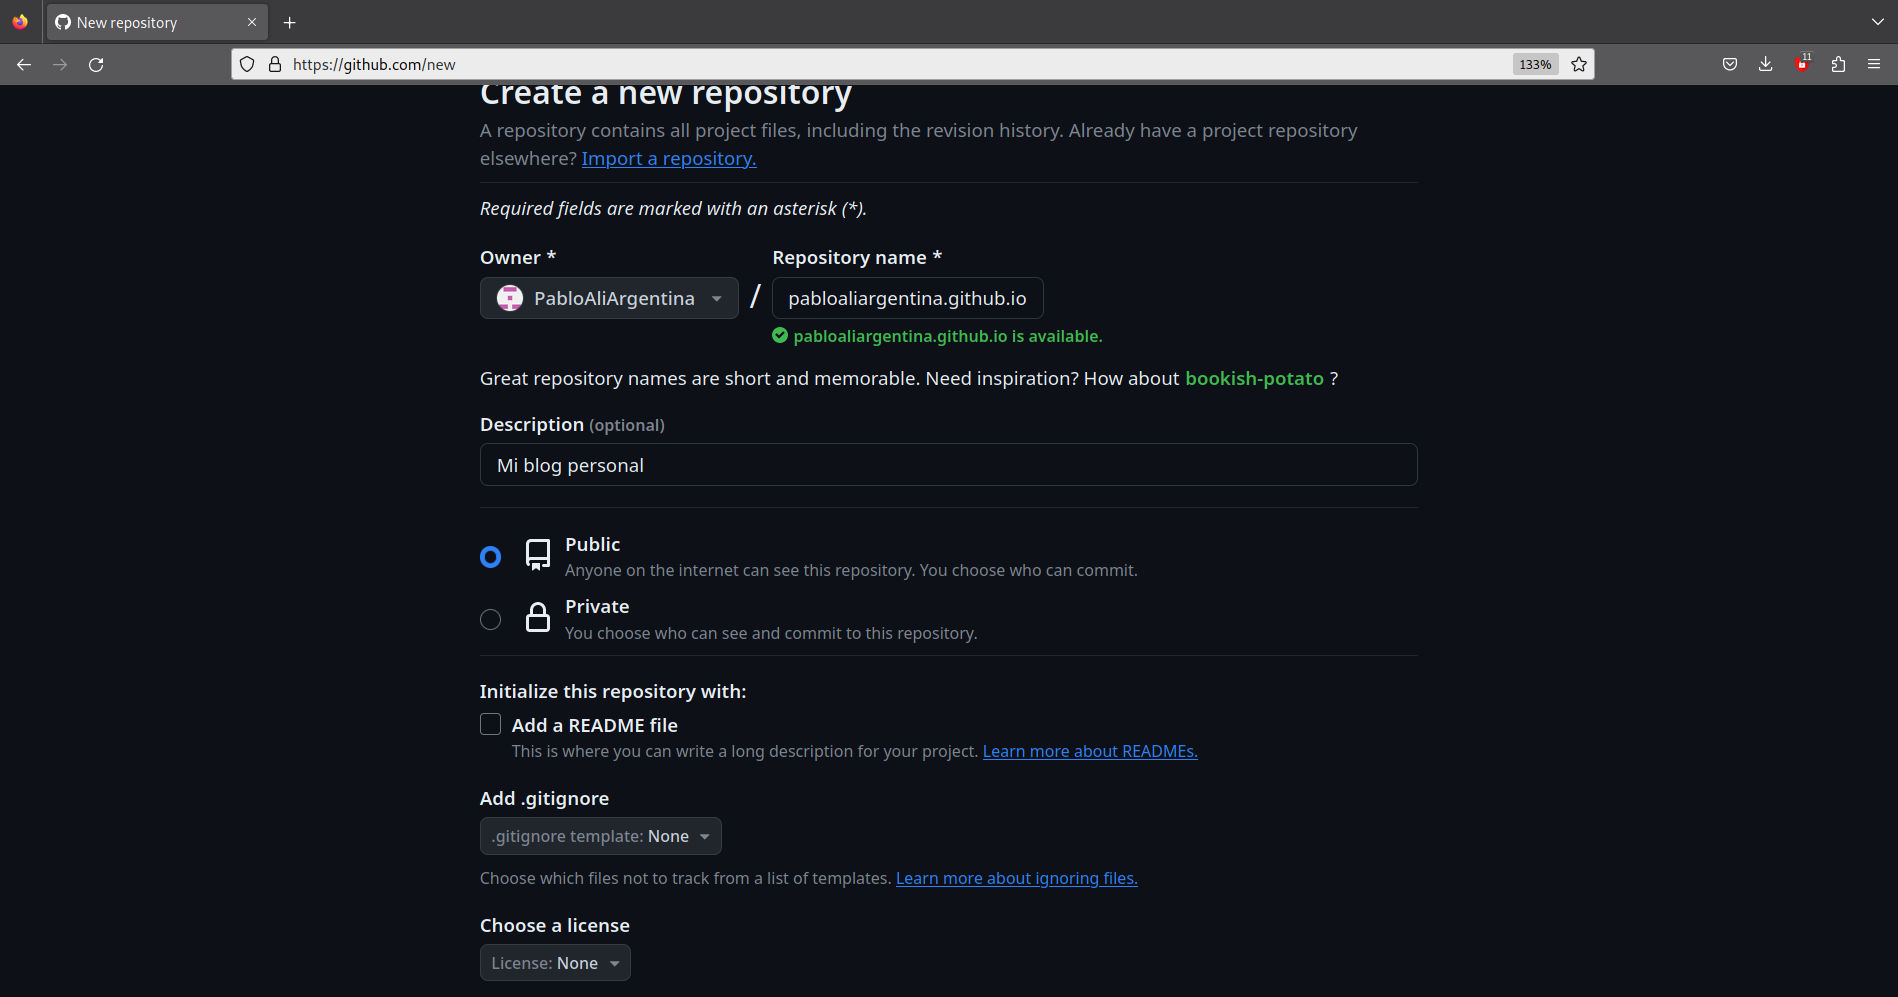 New repository
https://github.com/new
133%
11
Create a new repository
A repository contains all project files, including the revision history. Already have a project repository
elsewhere? Import a repository.
Required fields are marked with an asterisk (*).
Owner * Repository name *
PabloAliArgentina / pabloaliargentina.github.io
pabloaliargentina.github.io is available.
Great repository names are short and memorable. Need inspiration? How about bookish-potato ?
Description (optional)
Mi blog personal
Public
Anyone on the internet can see this repository. You choose who can commit.
Private
You choose who can see and commit to this repository.
Initialize this repository with:
Add a README file
This is where you can write a long description for your project. Learn more about READMEs.
Add .gitignore
.gitignore template: None
Choose which files not to track from a list of templates. Learn more about ignoring files.
Choose a license
License: None